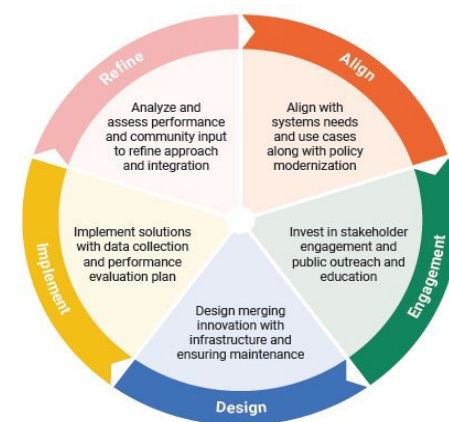 Refine
Analyze and
assess performance
and community input
to refine approach
and integration
Align
Align with
systems needs
and use cases
along with policy
modernization
Engagement
Invest in stakeholder
engagement and
public outreach and
education
Design
Design merging
innovation with
infrastructure and
ensuring maintenance
Implement
Implement solutions
with data collection
and performance
evaluation plan